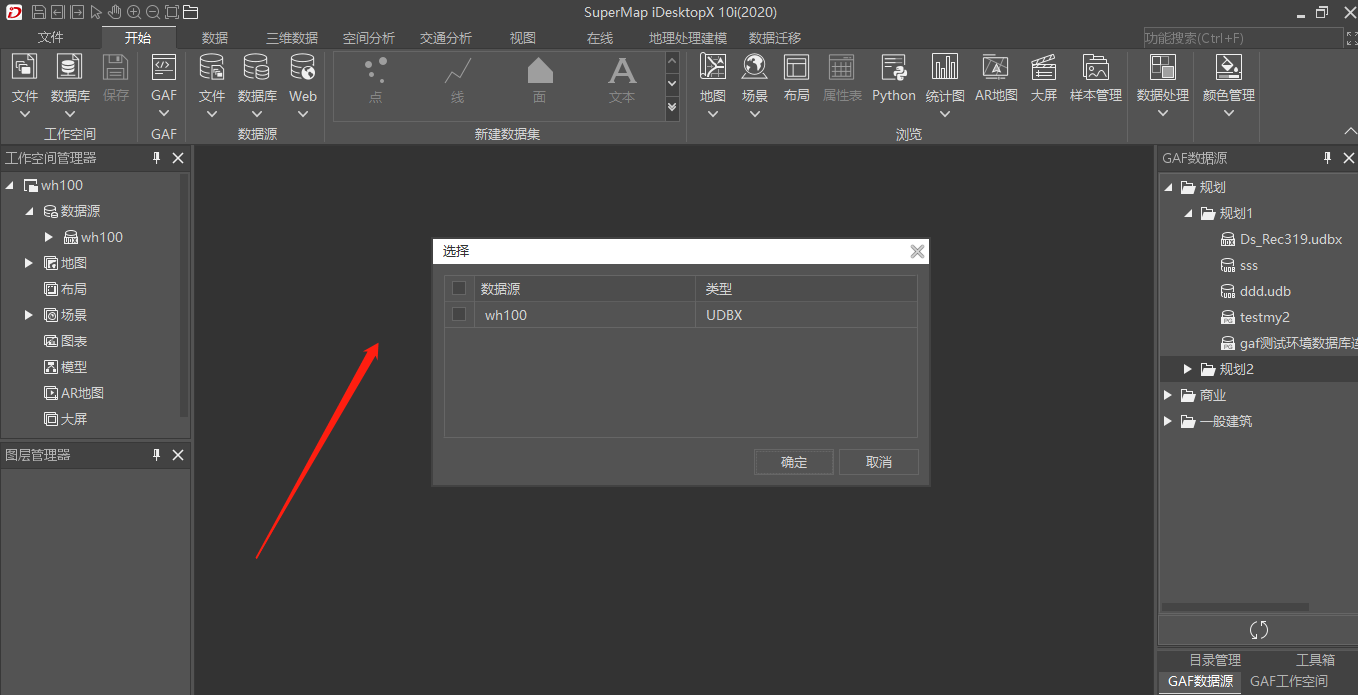 SuperMap iDesktopX 10i(2020)
文件 开始 数据 三维数据 空间分析 交通分析 视图 在线 地理处理建模 数据迁移 功能搜索(Ctrl+F)
文件 数据库 保存 GAF 文件 数据库 Web 点 线 面 文本 地图 场景 布局 属性表 Python 统计图 AR地图 大屏 样本管理 数据处理 颜色管理
工作空间 GAF 数据源 新建数据集 浏览
工作空间管理器
wh100
数据源
wh100
地图
布局
场景
图表
模型
AR地图
大屏
图层管理器
选择
数据源 类型
wh100 UDBX
确定 取消
GAF数据源
规划
规划1
Ds_Rec319.udbx
sss
ddd.udb
testmy2
gaf测试环境数据库
规划2
商业
一般建筑
目录管理 工具箱
GAF数据源 GAF工作空间